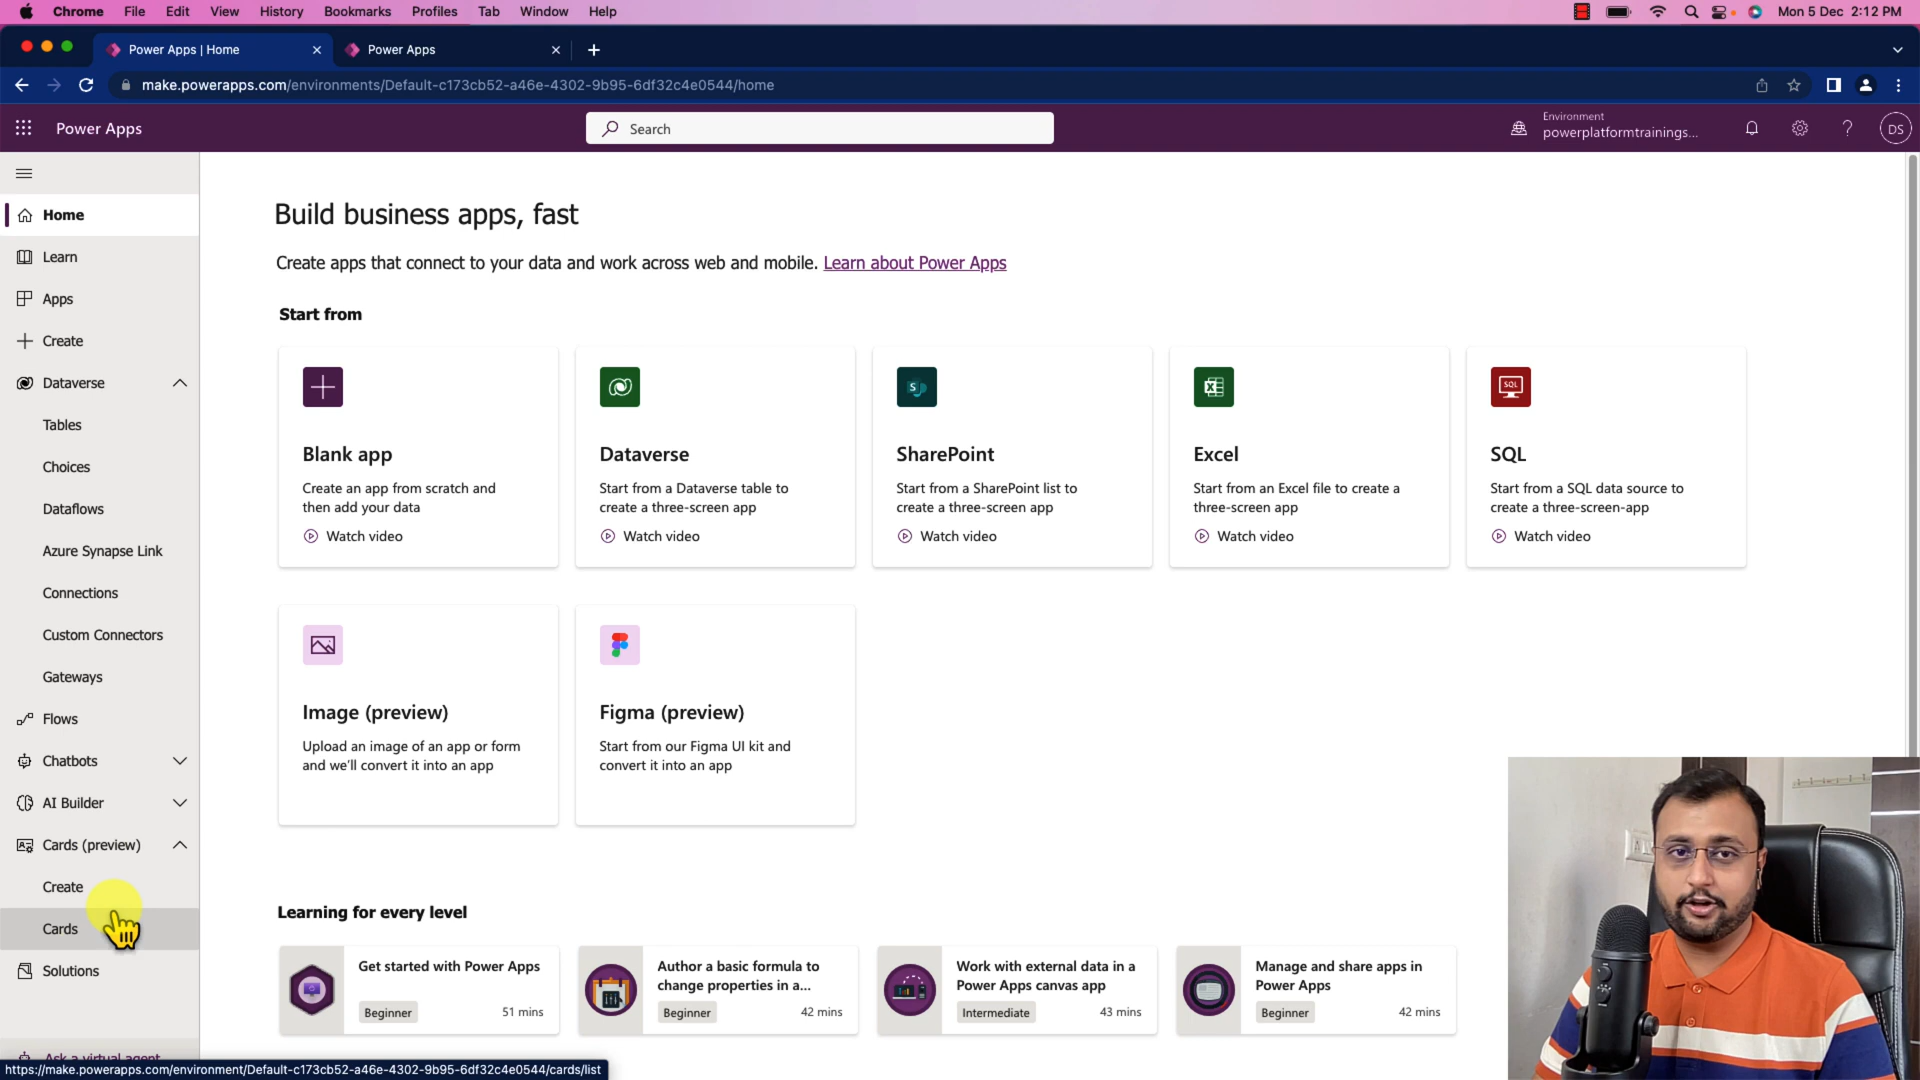 Chrome File Edit View History Bookmarks Profiles Tab Window Help
Mon 5 Dec 2:12 PM
Power Apps | Home
Power Apps
make.powerapps.com/environments/Default-c173cb52-a46e-4302-9b95-6df32c4e0544/home
Power Apps
Search
Environment
powerplatformtrainings...
DS
Home
Learn
Apps
Create
Dataverse
Tables
Choices
Dataflows
Azure Synapse Link
Connections
Custom Connectors
Gateways
Flows
Chatbots
AI Builder
Cards (preview)
Create
Cards
Solutions
Ask a virtual agent
Build business apps, fast
Create apps that connect to your data and work across web and mobile. Learn about Power Apps
Start from
Blank app
Create an app from scratch and
then add your data
Watch video
Dataverse
Start from a Dataverse table to
create a three-screen app
Watch video
S
SharePoint
Start from a SharePoint list to
create a three-screen app
Watch video
X
Excel
Start from an Excel file to create a
three-screen app
Watch video
SQL
SQL
Start from a SQL data source to
create a three-screen-app
Watch video
Image (preview)
Upload an image of an app or form
and we'll convert it into an app
Figma (preview)
Start from our Figma UI kit and
convert it into an app
Learning for every level
Get started with Power Apps
Beginner 51 mins
Author a basic formula to
change properties in a...
Beginner 42 mins
Work with external data in a
Power Apps canvas app
Intermediate 43 mins
Manage and share apps in
Power Apps
Beginner 42 mins
https://make.powerapps.com/environment/Default-c173cb52-a46e-4302-9b95-6df32c4e0544/cards/list